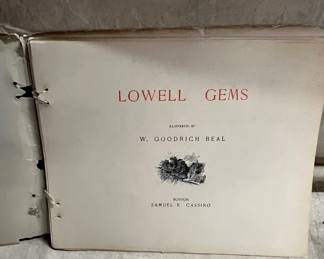 LOWELL GEMS
ILLUSTRATED BY
W. GOODRICH BEAL
BOSTON
SAMUEL E. CASSINO